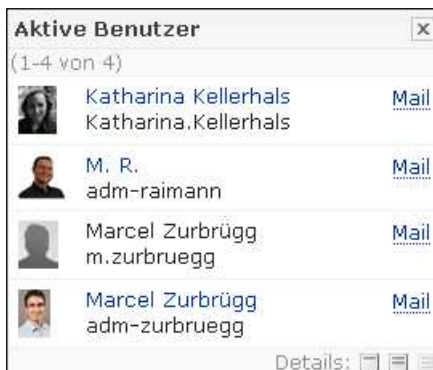 Aktive Benutzer
(1-4 von 4)
Katharina Kellerhals Mail
Katharina.Kellerhals
M. R. Mail
adm-raimann
Marcel Zurbrügg Mail
m.zurbruegg
Marcel Zurbrügg Mail
adm-zurbruegg
Details: